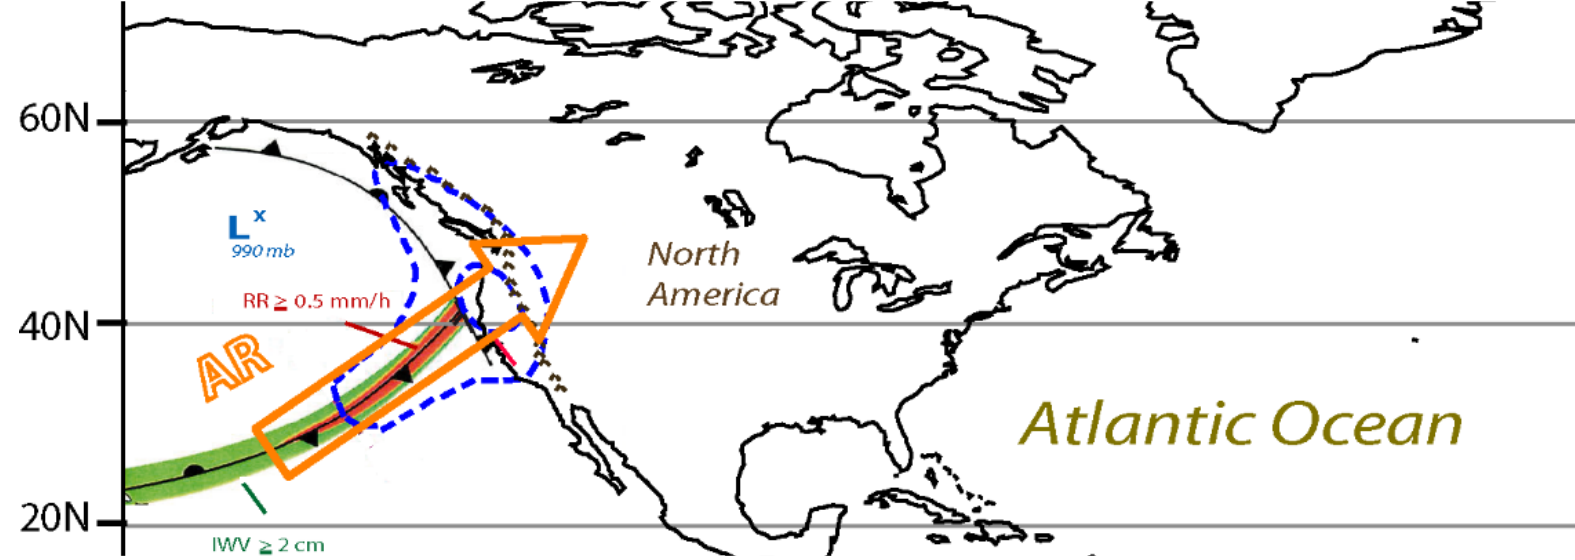 60N
L x
990 mb
North
America
RR ≥ 0.5 mm/h
40N
AR
Atlantic Ocean
20N
IWV ≥ 2 cm